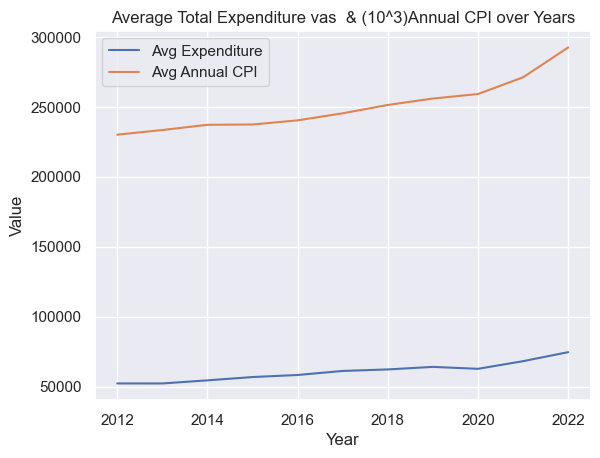 Average Total Expenditure vas  & (10^3)Annual CPI over Years
Avg Expenditure
Avg Annual CPI
300000
250000
200000
150000
100000
50000
Value
2012 2014 2016 2018 2020 2022
Year